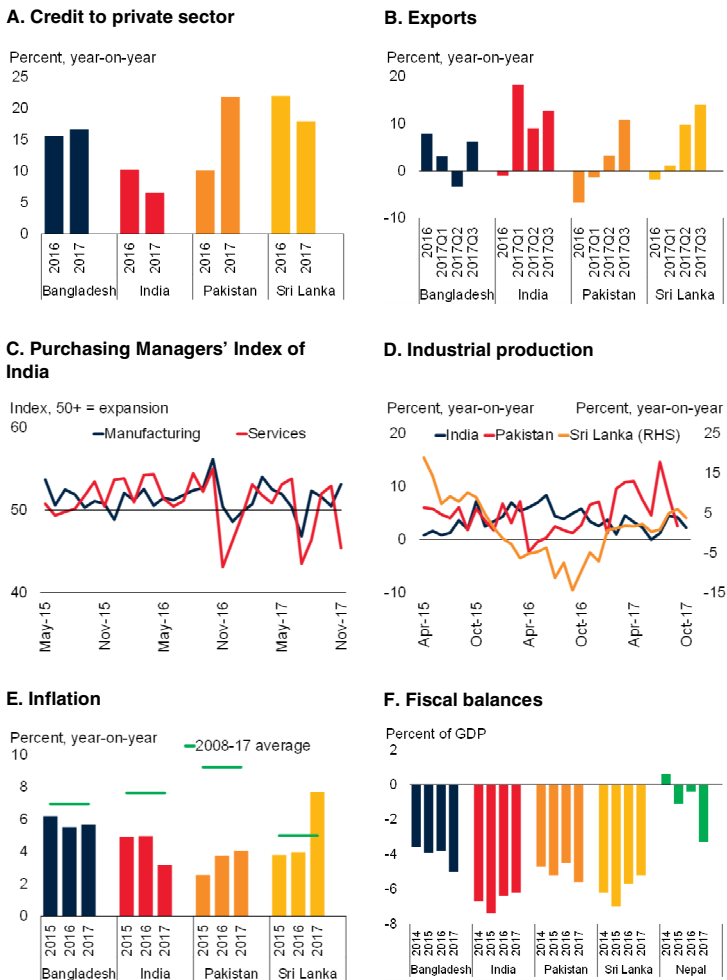 A. Credit to private sector
Percent, year-on-year
25
20
15
10
5
0
2016 2017 2016 2017 2016 2017 2016 2017
Bangladesh India Pakistan Sri Lanka
B. Exports
Percent, year-on-year
20
10
0
-10
2016 2017Q1 2017Q2 2017Q3 2016 2017Q1 2017Q2 2017Q3 2016 2017Q1 2017Q2 2017Q3 2016 2017Q1 2017Q2 2017Q3
Bangladesh India Pakistan Sri Lanka
C. Purchasing Managers’ Index of
India
Index, 50+ = expansion
60
Manufacturing Services
50
40
May-15 Nov-15 May-16 Nov-16 May-17 Nov-17
D. Industrial production
Percent, year-on-year Percent, year-on-year
20 25
India Pakistan Sri Lanka (RHS)
15
10
5
0
-5
-10 -15
Apr-15 Oct-15 Apr-16 Oct-16 Apr-17 Oct-17
E. Inflation
Percent, year-on-year
2008-17 average
10
8
6
4
2
0
2015 2016 2017 2015 2016 2017 2015 2016 2017 2015 2016 2017
Bangladesh India Pakistan Sri Lanka
F. Fiscal balances
Percent of GDP
2
0
-2
-4
-6
-8
2014 2015 2016 2017 2014 2015 2016 2017 2014 2015 2016 2017 2014 2015 2016 2017 2014 2015 2016 2017
Bangladesh India Pakistan Sri Lanka Nepal